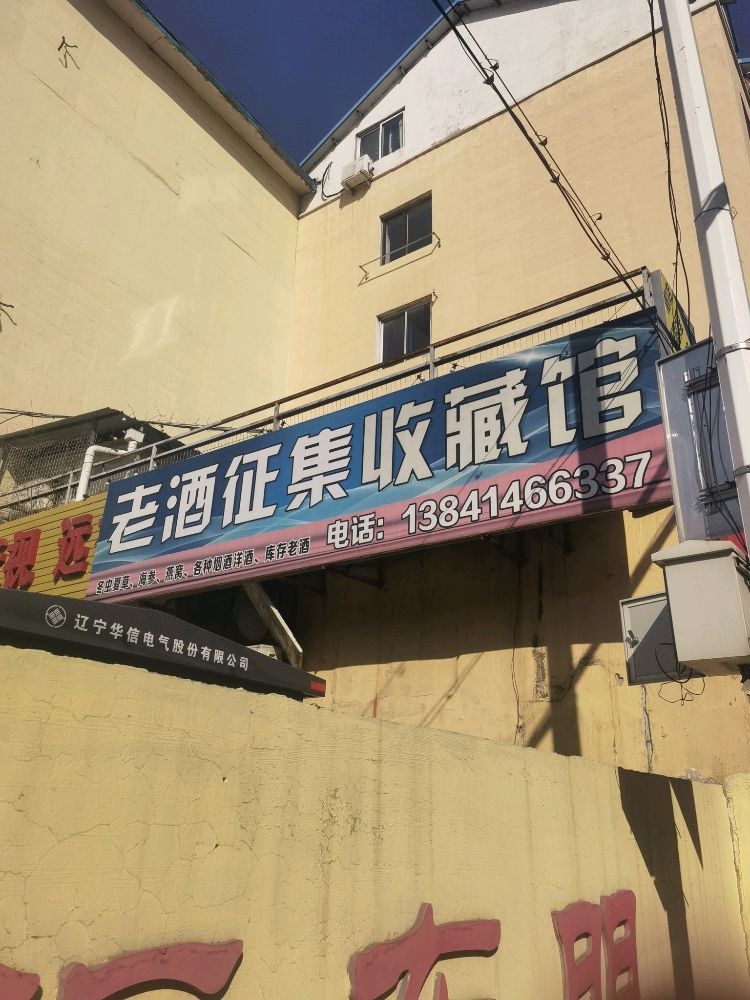 老酒征集收藏馆
电话：13841466337
冬虫夏草、海参、燕窝、各种烟酒洋酒、库存老酒
视 远
辽宁华信电气股份有限公司